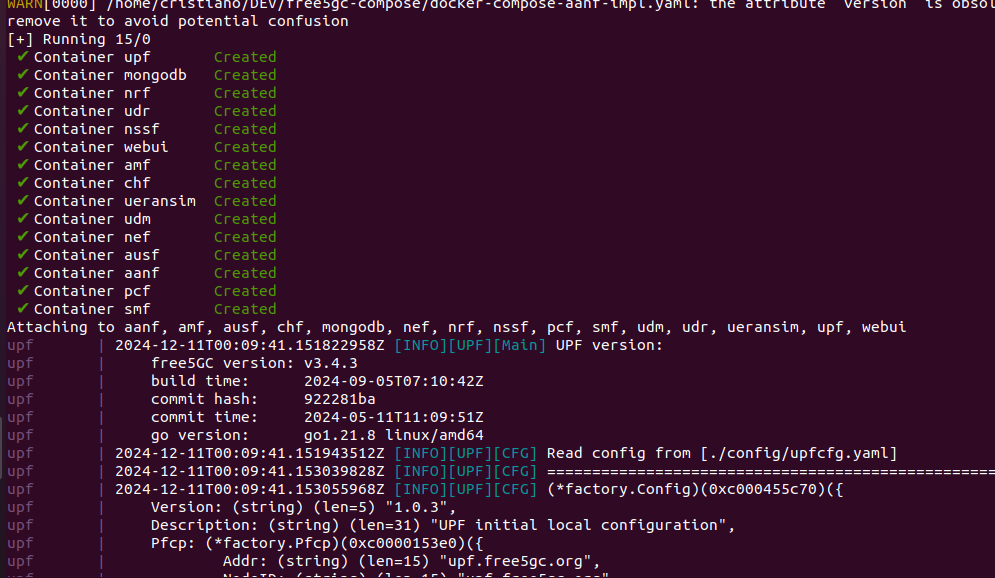 WARN[0000] /home/cristiano/DEV/free5gc-compose/docker-compose-aanf-impl.yaml: the attribute `version` is obsol
remove it to avoid potential confusion
[+] Running 15/0
✔ Container upf Created
✔ Container mongodb Created
✔ Container nrf Created
✔ Container udr Created
✔ Container nssf Created
✔ Container webui Created
✔ Container amf Created
✔ Container chf Created
✔ Container ueransim Created
✔ Container udm Created
✔ Container nef Created
✔ Container ausf Created
✔ Container aanf Created
✔ Container pcf Created
✔ Container smf Created
Attaching to aanf, amf, ausf, chf, mongodb, nef, nrf, nssf, pcf, smf, udm, udr, ueransim, upf, webui
upf | 2024-12-11T00:09:41.151822958Z [INFO][UPF][Main] UPF version:
upf | free5GC version: v3.4.3
upf | build time: 2024-09-05T07:10:42Z
upf | commit hash: 922281ba
upf | commit time: 2024-05-11T11:09:51Z
upf | go version: go1.21.8 linux/amd64
upf | 2024-12-11T00:09:41.151943512Z [INFO][UPF][CFG] Read config from [./config/upfcfg.yaml]
upf | 2024-12-11T00:09:41.153039828Z [INFO][UPF][CFG] ==================================================
upf | 2024-12-11T00:09:41.153055968Z [INFO][UPF][CFG] (*factory.Config)(0xc000455c70)({
upf | Version: (string) (len=5) "1.0.3",
upf | Description: (string) (len=31) "UPF initial local configuration",
upf | Pfcp: (*factory.Pfcp)(0xc0000153e0)({
upf | Addr: (string) (len=15) "upf.free5gc.org",
upf | NodeID: (string) (len=15) "upf.free5gc.org"